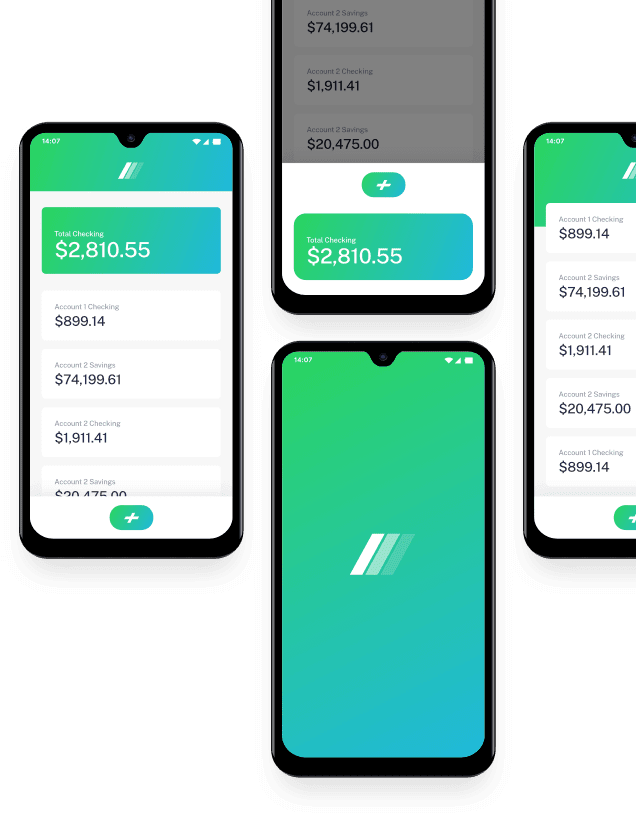 14:07
Total Checking
$2,810.55
Account 1 Checking
$899.14
Account 2 Savings
$74,199.61
Account 2 Checking
$1,911.41
Account 2 Savings
$20,475.00
Account 2 Savings
$74,199.61
Account 2 Checking
$1,911.41
Account 2 Savings
$20,475.00
Total Checking
$2,810.55
14:07
14:07
Account 1 Checking
$899.14
Account 2 Savings
$74,199.61
Account 2 Checking
$1,911.41
Account 2 Savings
$20,475.00
Account 1 Checking
$899.14